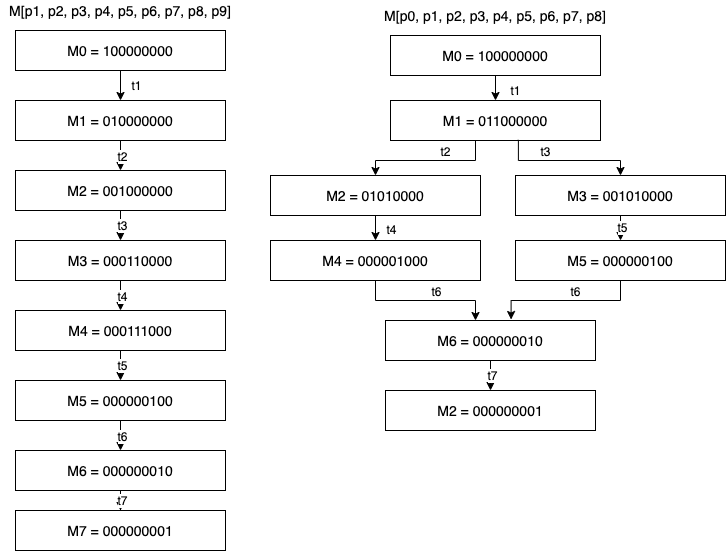 M[p1, p2, p3, p4, p5, p6, p7, p8, p9]
M0 = 100000000
t1
M1 = 010000000
t2
M2 = 001000000
t3
M3 = 000110000
t4
M4 = 000111000
t5
M5 = 000000100
t6
M6 = 000000010
t7
M7 = 000000001
M[p0, p1, p2, p3, p4, p5, p6, p7, p8]
M0 = 100000000
t1
M1 = 011000000
t2
t3
M2 = 01010000
M3 = 001010000
t4
t5
M4 = 000001000
M5 = 000000100
t6
t6
M6 = 000000010
t7
M2 = 000000001